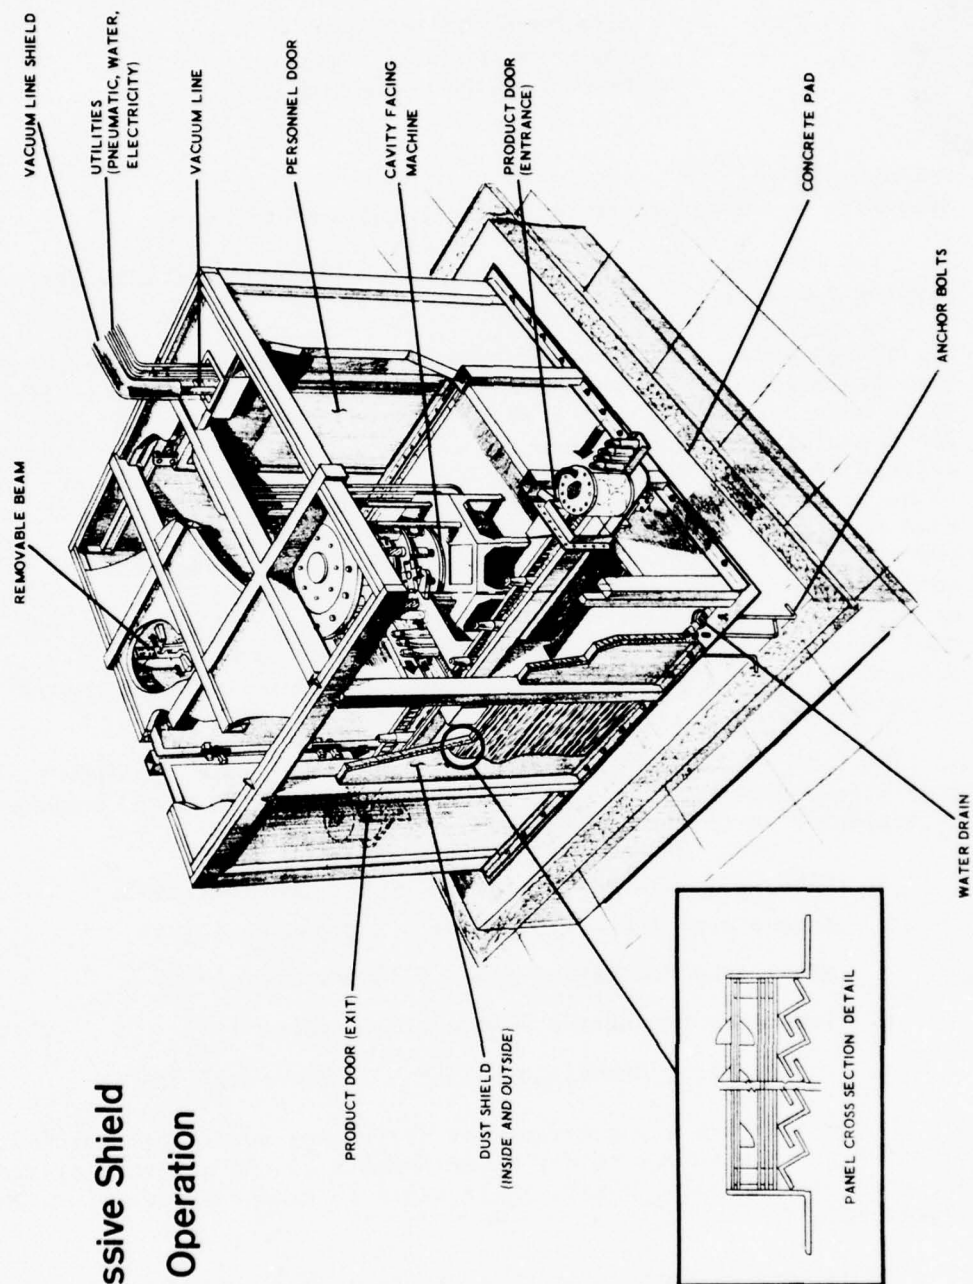 ssive Shield
Operation
REMOVABLE BEAM
VACUUM LINE SHIELD
UTILITIES
(PNEUMATIC, WATER,
ELECTRICITY)
VACUUM LINE
PERSONNEL DOOR
CAVITY FACING
MACHINE
PRODUCT DOOR
(ENTRANCE)
CONCRETE PAD
ANCHOR BOLTS
WATER DRAIN
PRODUCT DOOR (EXIT)
DUST SHIELD
(INSIDE AND OUTSIDE)
PANEL CROSS SECTION DETAIL